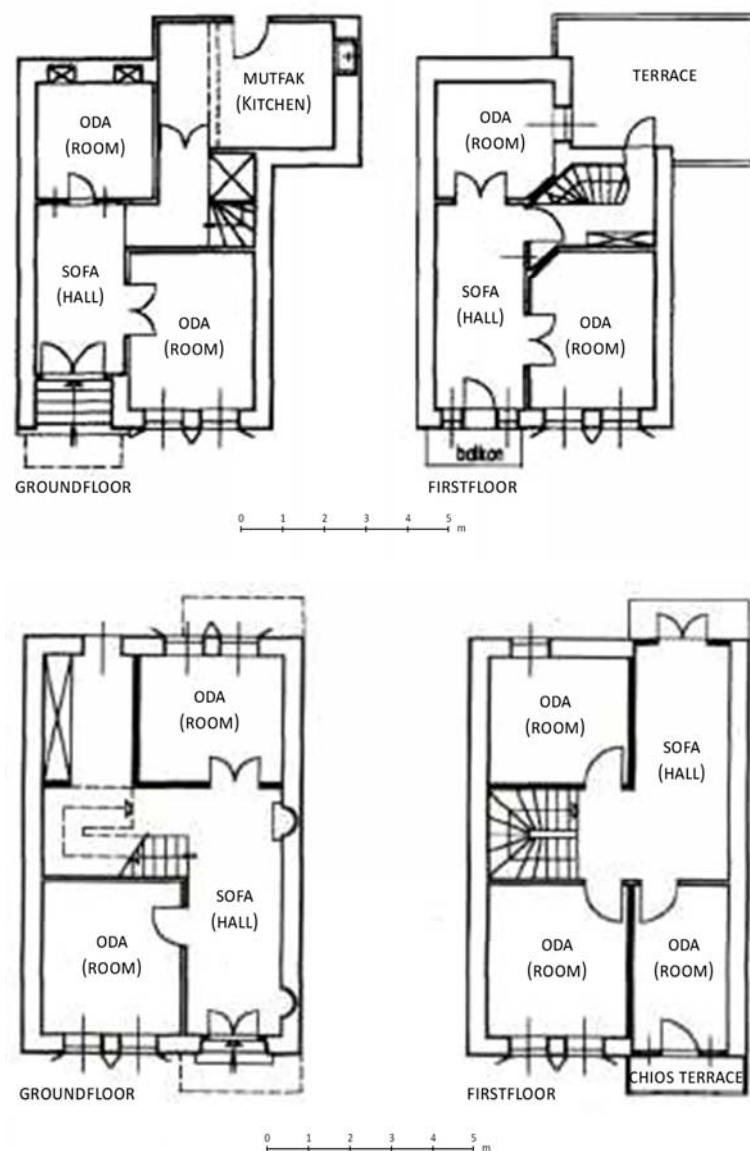 MUTFAK
(KITCHEN)
ODA
(ROOM)
SOFA
(HALL)
ODA
(ROOM)
GROUNDFLOOR
TERRACE
ODA
(ROOM)
SOFA
(HALL)
ODA
(ROOM)
balkon
FIRSTFLOOR
0 1 2 3 4 5
m
ODA
(ROOM)
SOFA
(HALL)
ODA
(ROOM)
GROUNDFLOOR
ODA
(ROOM)
SOFA
(HALL)
ODA
(ROOM)
ODA
(ROOM)
CHIOS TERRACE
FIRSTFLOOR
0 1 2 3 4 5
m